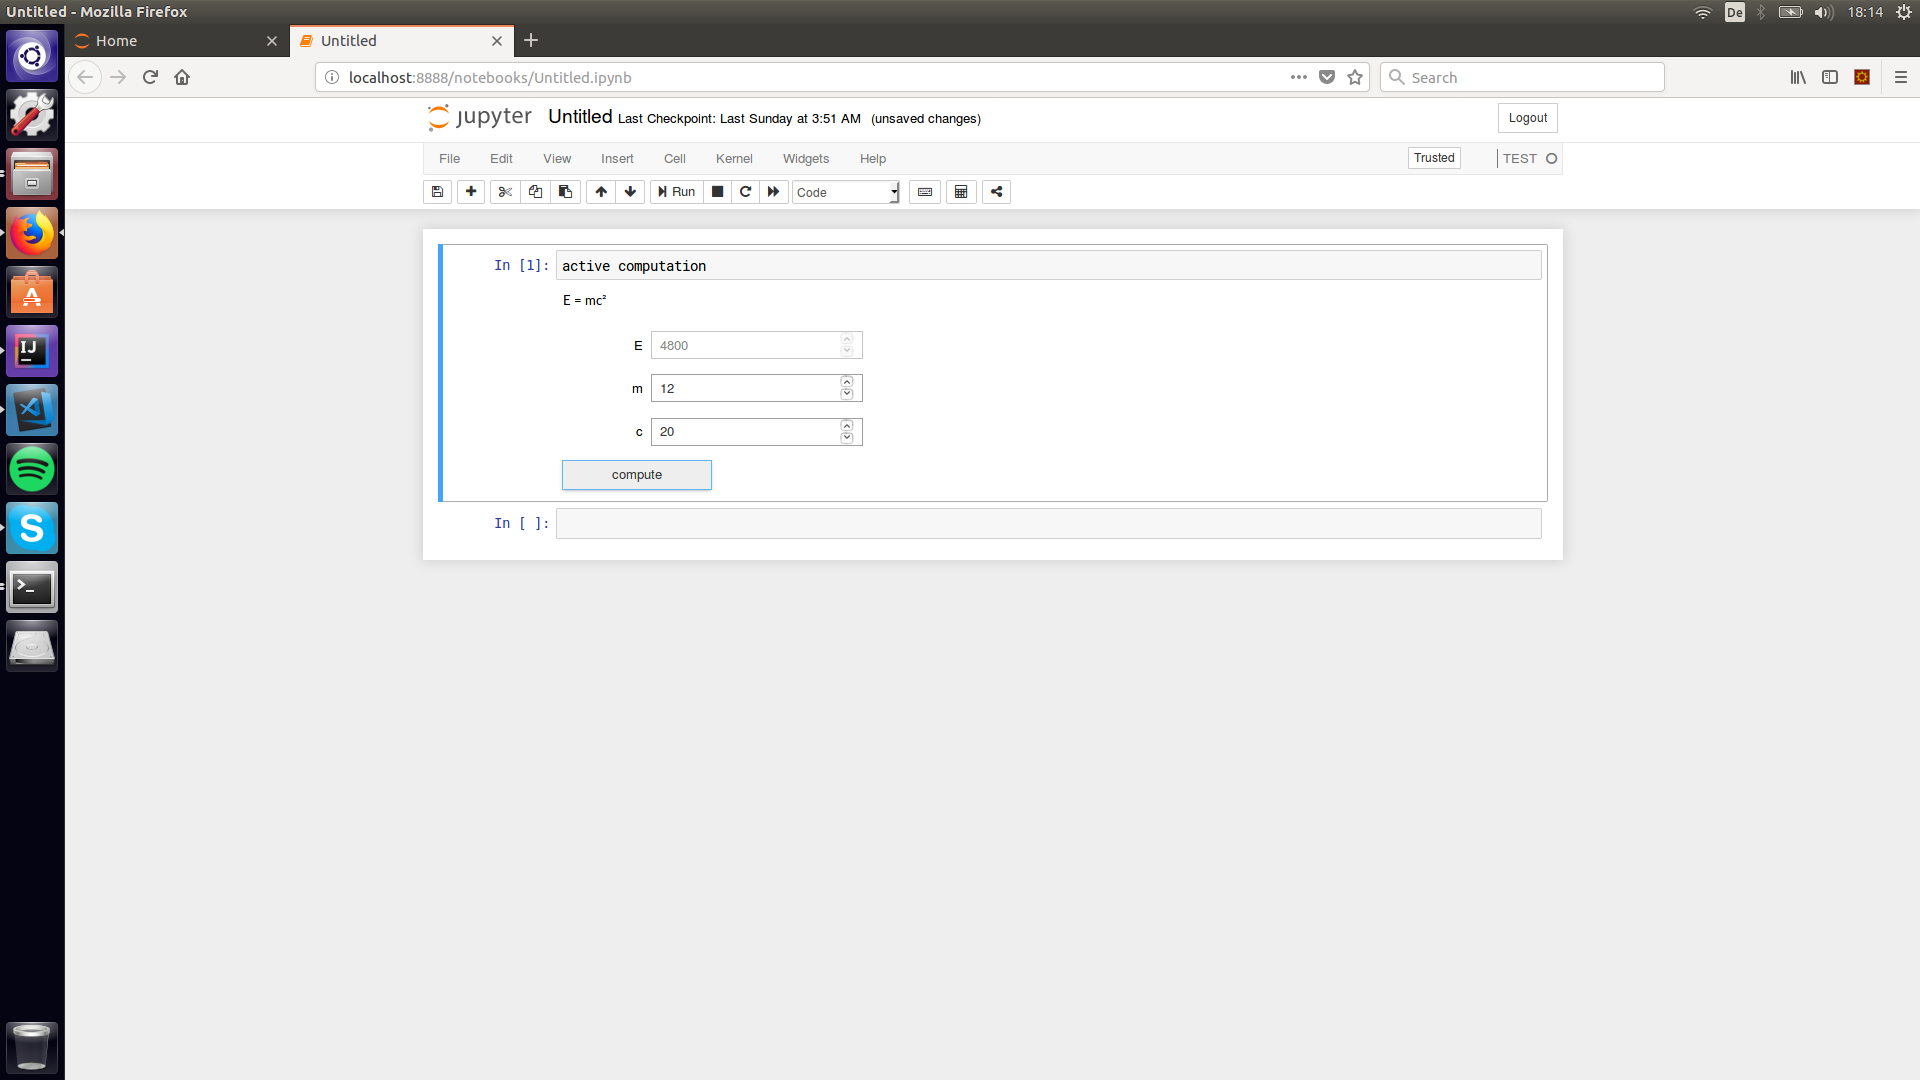 Untitled - Mozilla Firefox
De
18:14
Home
Untitled
localhost:8888/notebooks/Untitled.ipynb
Search
jupyter Untitled Last Checkpoint: Last Sunday at 3:51 AM (unsaved changes)
Logout
File Edit View Insert Cell Kernel Widgets Help
Trusted
TEST
Run
Code
In [1]: active computation
E = mc²
E 4800
m 12
c 20
compute
In [ ]:
IJ
A
S
>_